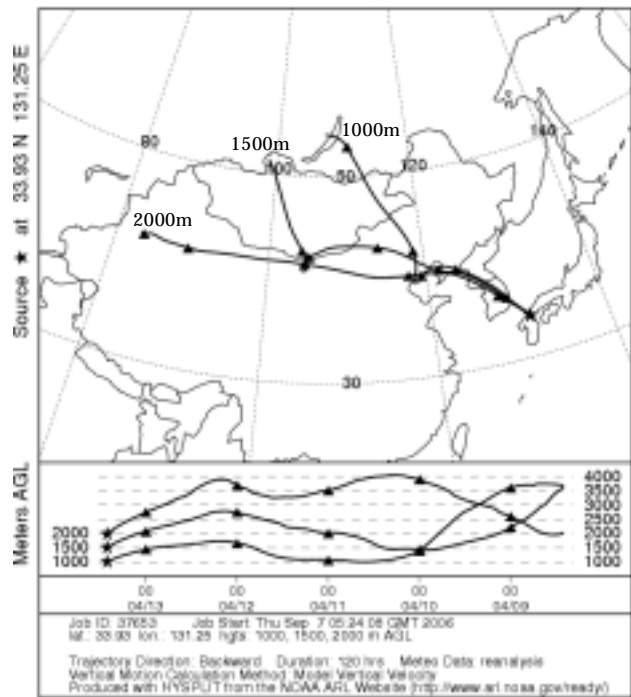 Source ★ at 33.93 N 131.25 E
80
1500m
1000m
140
100
50
120
2000m
30
Meters AGL
2000
1500
1000
4000
3500
3000
2500
2000
1500
1000
00 00 00 00 00
04/13 04/12 04/11 04/10 04/09
Job ID: 37653 Job Start: Thu Sep 7 05:24:08 GMT 2006
lat.: 33.93 lon.: 131.25 hgts: 1000, 1500, 2000 m AGL
Trajectory Direction: Backward Duration: 120 hrs Meteo Data: reanalysis
Vertical Motion Calculation Method: Model Vertical Velocity
Produced with HYSPLIT from the NOAA ARL Website (http://www.arl.noaa.gov/ready/)